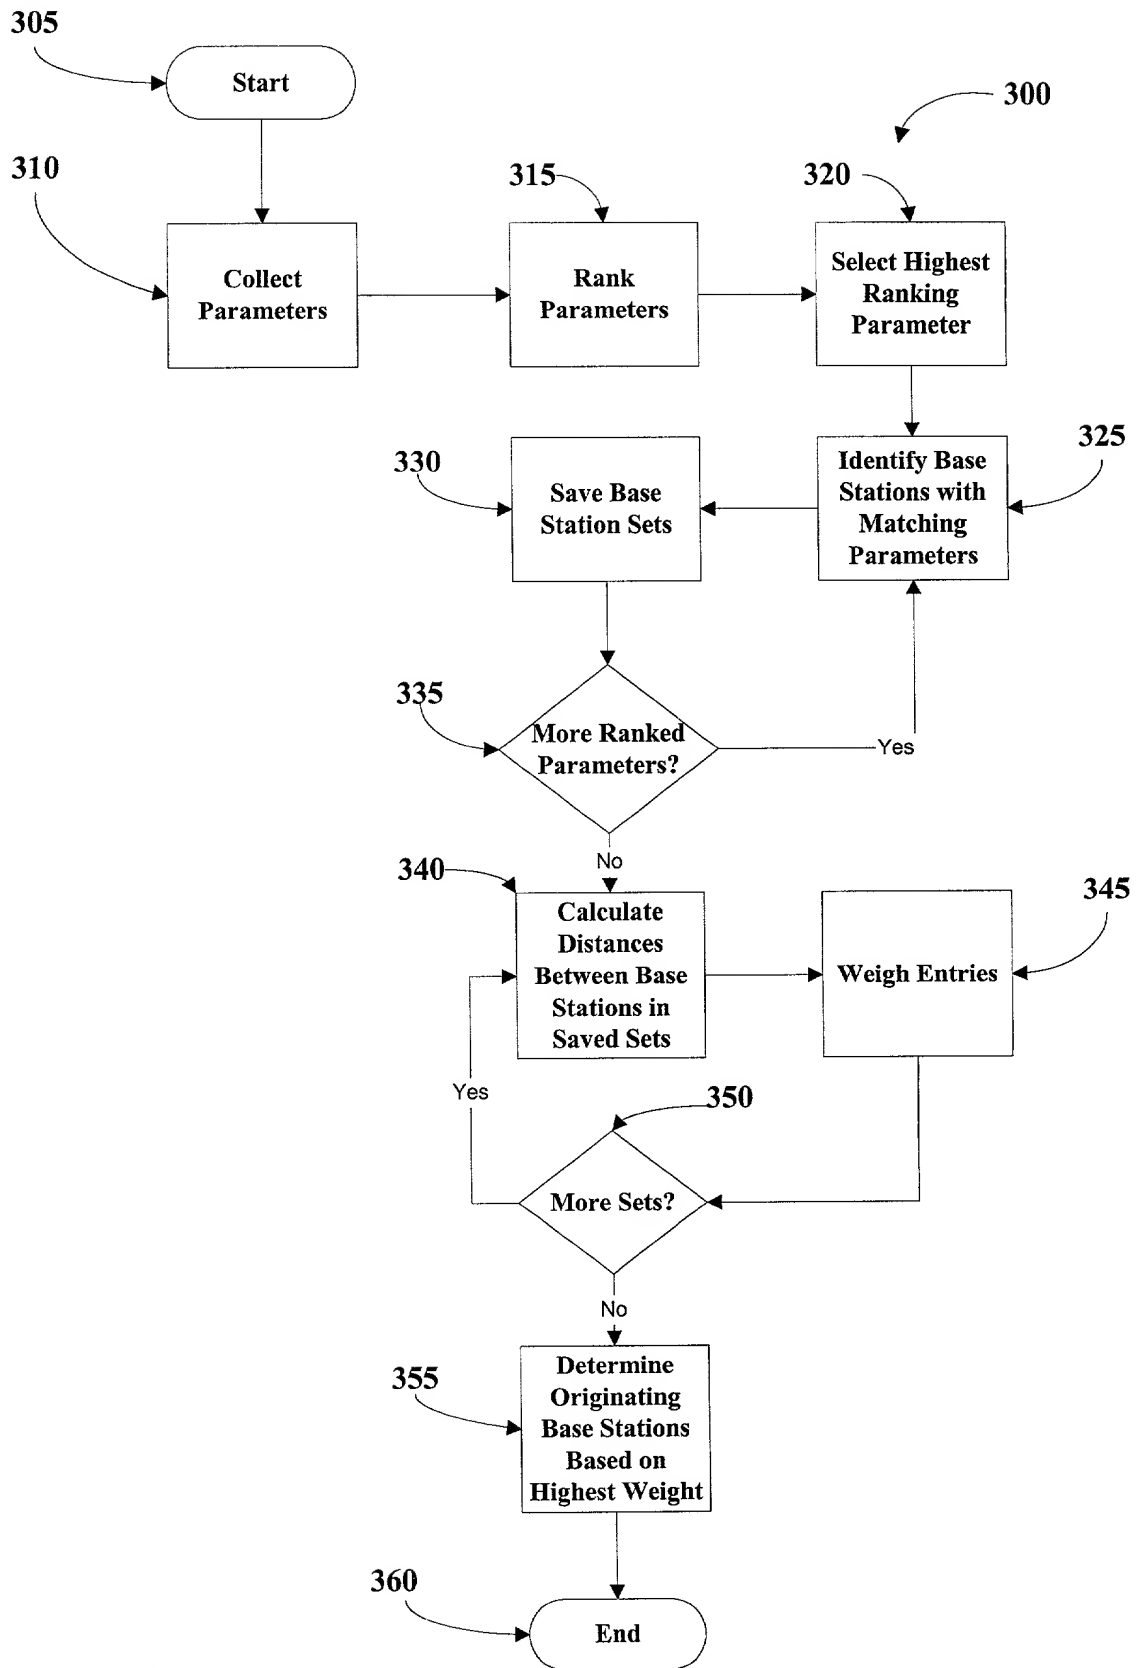 305
Start
300
310
315
320
Collect
Parameters
Rank
Parameters
Select Highest
Ranking
Parameter
325
330
Save Base
Station Sets
Identify Base
Stations with
Matching
Parameters
335
More Ranked
Parameters?
Yes
No
340
Calculate
Distances
Between Base
Stations in
Saved Sets
345
Weigh Entries
Yes
350
More Sets?
No
355
Determine
Originating
Base Stations
Based on
Highest Weight
360
End